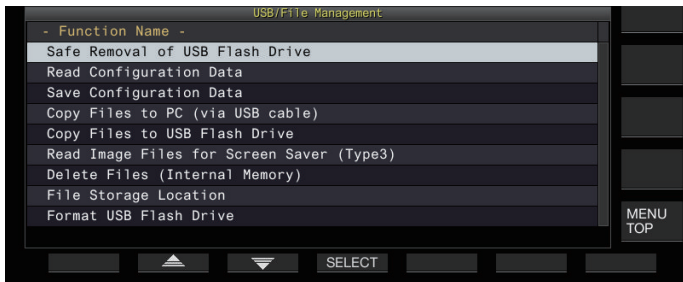 USB/File Management
- Function Name -
Safe Removal of USB Flash Drive
Read Configuration Data
Save Configuration Data
Copy Files to PC (via USB cable)
Copy Files to USB Flash Drive
Read Image Files for Screen Saver (Type3)
Delete Files (Internal Memory)
File Storage Location
Format USB Flash Drive
MENU
TOP
SELECT